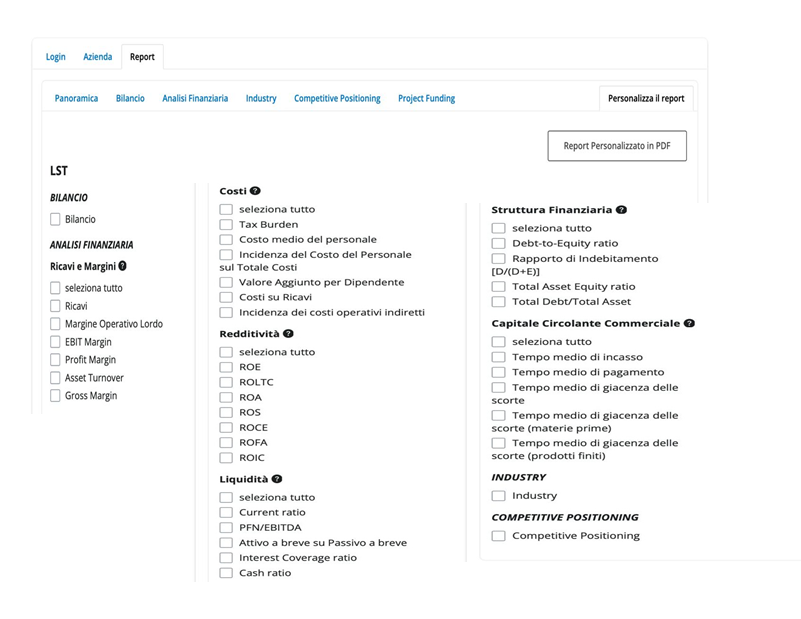 Login Azienda Report
Panoramica Bilancio Analisi Finanziaria Industry Competitive Positioning Project Funding Personalizza il report
Report Personalizzato in PDF
LST
BILANCIO
Bilancio
ANALISI FINANZIARIA
Ricavi e Margini ?
seleziona tutto
Ricavi
Margine Operativo Lordo
EBIT Margin
Profit Margin
Asset Turnover
Gross Margin
Costi ?
seleziona tutto
Tax Burden
Costo medio del personale
Incidenza del Costo del Personale
sul Totale Costi
Valore Aggiunto per Dipendente
Costi su Ricavi
Incidenza dei costi operativi indiretti
Redditività ?
seleziona tutto
ROE
ROLTC
ROA
ROS
ROCE
ROFA
ROIC
Liquidità ?
seleziona tutto
Current ratio
PFN/EBITDA
Attivo a breve su Passivo a breve
Interest Coverage ratio
Cash ratio
Struttura Finanziaria ?
seleziona tutto
Debt-to-Equity ratio
Rapporto di Indebitamento
[D/(D+E)]
Total Asset Equity ratio
Total Debt/Total Asset
Capitale Circolante Commerciale ?
seleziona tutto
Tempo medio di incasso
Tempo medio di pagamento
Tempo medio di giacenza delle
scorte
Tempo medio di giacenza delle
scorte (materie prime)
Tempo medio di giacenza delle
scorte (prodotti finiti)
INDUSTRY
Industry
COMPETITIVE POSITIONING
Competitive Positioning